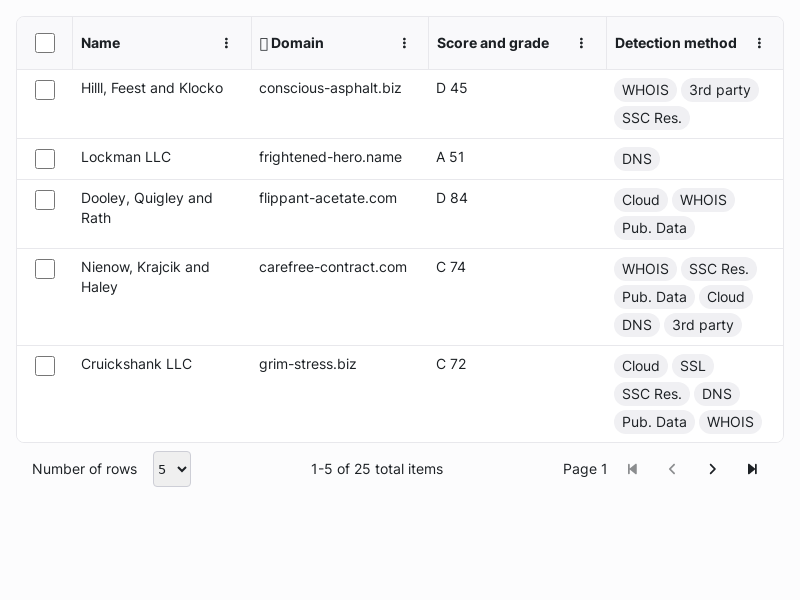 Name Domain Score and grade Detection method
Hilll, Feest and Klocko conscious-asphalt.biz D 45 WHOIS 3rd party
SSC Res.
Lockman LLC frightened-hero.name A 51 DNS
Dooley, Quigley and flippant-acetate.com D 84 Cloud WHOIS
Rath Pub. Data
Nienow, Krajcik and carefree-contract.com C 74 WHOIS SSC Res.
Haley Pub. Data Cloud
DNS 3rd party
Cruickshank LLC grim-stress.biz C 72 Cloud SSL
SSC Res. DNS
Pub. Data WHOIS
Number of rows 5 1-5 of 25 total items Page 1